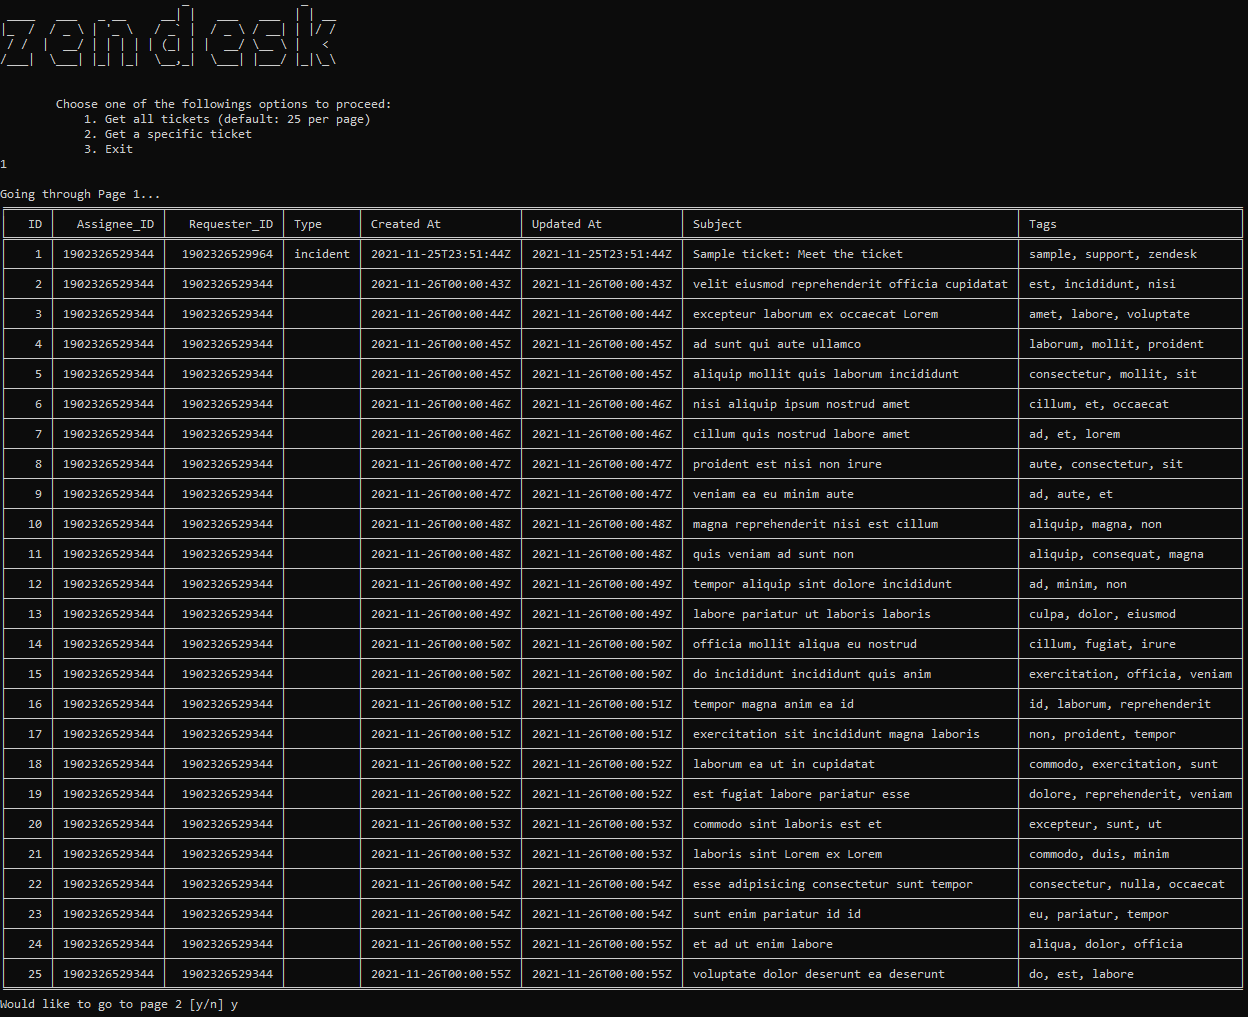 zendesk
Choose one of the followings options to proceed:
1. Get all tickets (default: 25 per page)
2. Get a specific ticket
3. Exit
1
Going through Page 1...
ID Assignee_ID Requester_ID Type Created At Updated At Subject Tags
1 1902326529344 1902326529964 incident 2021-11-25T23:51:44Z 2021-11-25T23:51:44Z Sample ticket: Meet the ticket sample, support, zendesk
2 1902326529344 1902326529344 2021-11-26T00:00:43Z 2021-11-26T00:00:43Z velit eiusmod reprehenderit officia cupidatat est, incididunt, nisi
3 1902326529344 1902326529344 2021-11-26T00:00:44Z 2021-11-26T00:00:44Z excepteur laborum ex occaecat Lorem amet, labore, voluptate
4 1902326529344 1902326529344 2021-11-26T00:00:45Z 2021-11-26T00:00:45Z ad sunt qui aute ullamco laborum, mollit, proident
5 1902326529344 1902326529344 2021-11-26T00:00:45Z 2021-11-26T00:00:45Z aliquip mollit quis laborum incididunt consectetur, mollit, sit
6 1902326529344 1902326529344 2021-11-26T00:00:46Z 2021-11-26T00:00:46Z nisi aliquip ipsum nostrud amet cillum, et, occaecat
7 1902326529344 1902326529344 2021-11-26T00:00:46Z 2021-11-26T00:00:46Z cillum quis nostrud labore amet ad, et, lorem
8 1902326529344 1902326529344 2021-11-26T00:00:47Z 2021-11-26T00:00:47Z proident est nisi non irure aute, consectetur, sit
9 1902326529344 1902326529344 2021-11-26T00:00:47Z 2021-11-26T00:00:47Z veniam ea eu minim aute ad, aute, et
10 1902326529344 1902326529344 2021-11-26T00:00:48Z 2021-11-26T00:00:48Z magna reprehenderit nisi est cillum aliquip, magna, non
11 1902326529344 1902326529344 2021-11-26T00:00:48Z 2021-11-26T00:00:48Z quis veniam ad sunt non aliquip, consequat, magna
12 1902326529344 1902326529344 2021-11-26T00:00:49Z 2021-11-26T00:00:49Z tempor aliquip sint dolore incididunt ad, minim, non
13 1902326529344 1902326529344 2021-11-26T00:00:49Z 2021-11-26T00:00:49Z labore pariatur ut laboris laboris culpa, dolor, eiusmod
14 1902326529344 1902326529344 2021-11-26T00:00:50Z 2021-11-26T00:00:50Z officia mollit aliqua eu nostrud cillum, fugiat, irure
15 1902326529344 1902326529344 2021-11-26T00:00:50Z 2021-11-26T00:00:50Z do incididunt incididunt quis anim exercitation, officia, veniam
16 1902326529344 1902326529344 2021-11-26T00:00:51Z 2021-11-26T00:00:51Z tempor magna anim ea id id, laborum, reprehenderit
17 1902326529344 1902326529344 2021-11-26T00:00:51Z 2021-11-26T00:00:51Z exercitation sit incididunt magna laboris non, proident, tempor
18 1902326529344 1902326529344 2021-11-26T00:00:52Z 2021-11-26T00:00:52Z laborum ea ut in cupidatat commodo, exercitation, sunt
19 1902326529344 1902326529344 2021-11-26T00:00:52Z 2021-11-26T00:00:52Z est fugiat labore pariatur esse dolore, reprehenderit, veniam
20 1902326529344 1902326529344 2021-11-26T00:00:53Z 2021-11-26T00:00:53Z commodo sint laboris est et excepteur, sunt, ut
21 1902326529344 1902326529344 2021-11-26T00:00:53Z 2021-11-26T00:00:53Z laboris sint Lorem ex Lorem commodo, duis, minim
22 1902326529344 1902326529344 2021-11-26T00:00:54Z 2021-11-26T00:00:54Z esse adipisicing consectetur sunt tempor consectetur, nulla, occaecat
23 1902326529344 1902326529344 2021-11-26T00:00:54Z 2021-11-26T00:00:54Z sunt enim pariatur id id eu, pariatur, tempor
24 1902326529344 1902326529344 2021-11-26T00:00:55Z 2021-11-26T00:00:55Z et ad ut enim labore aliqua, dolor, officia
25 1902326529344 1902326529344 2021-11-26T00:00:55Z 2021-11-26T00:00:55Z voluptate dolor deserunt ea deserunt do, est, labore
Would like to go to page 2 [y/n] y